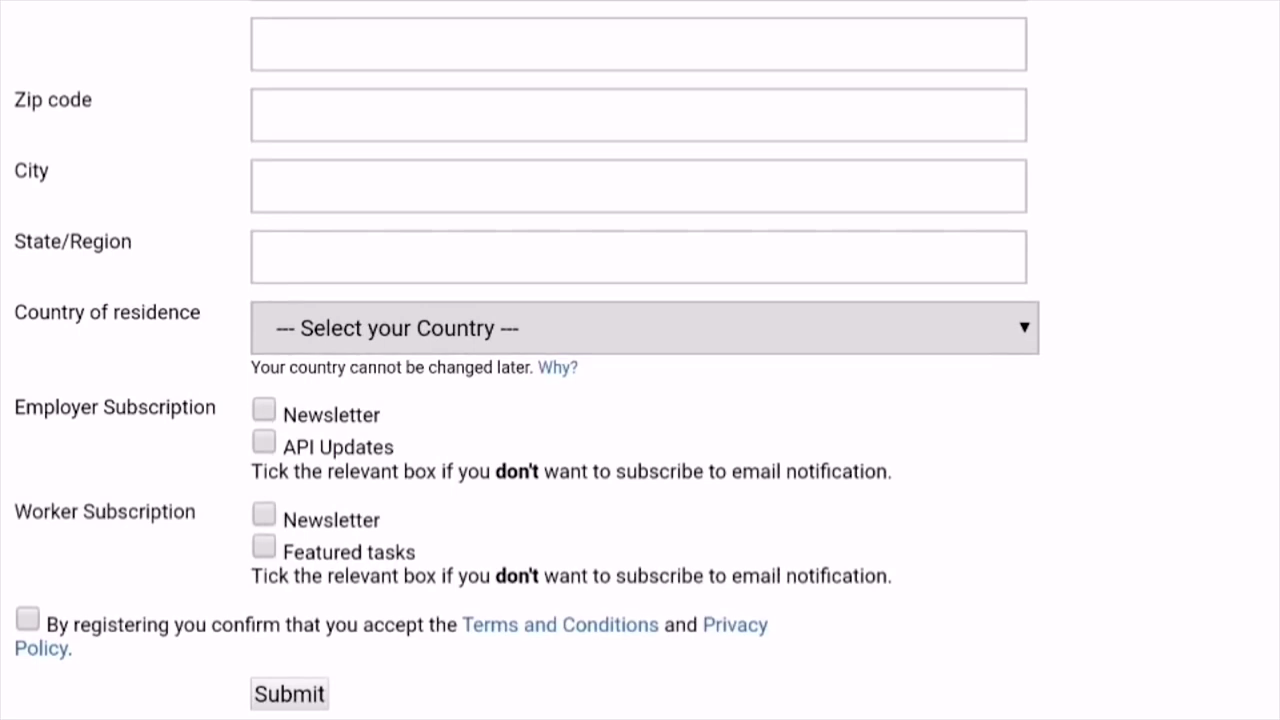 Zip code
City
State/Region
Country of residence
--- Select your Country ---
Your country cannot be changed later. Why?
Employer Subscription
Newsletter
API Updates
Tick the relevant box if you don't want to subscribe to email notification.
Worker Subscription
Newsletter
Featured tasks
Tick the relevant box if you don't want to subscribe to email notification.
By registering you confirm that you accept the Terms and Conditions and Privacy
Policy.
Submit